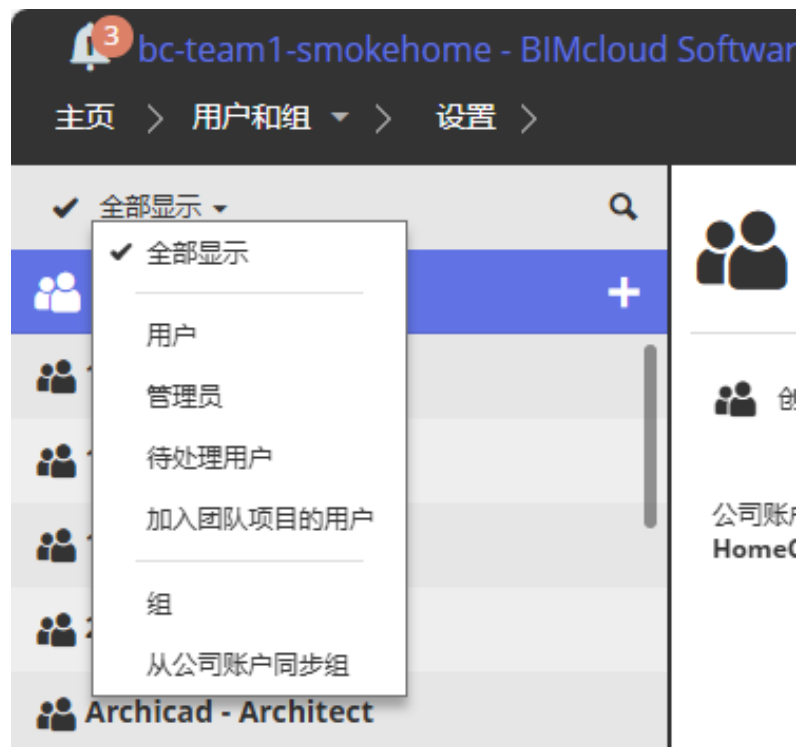 3
bc-team1-smokehome - BIMcloud Softwar
主页 > 用户和组 > 设置 >
全部显示
全部显示
用户
管理员
待处理用户
加入团队项目的用户
组
从公司账户同步组
Archicad - Architect
创
公司账户
Home